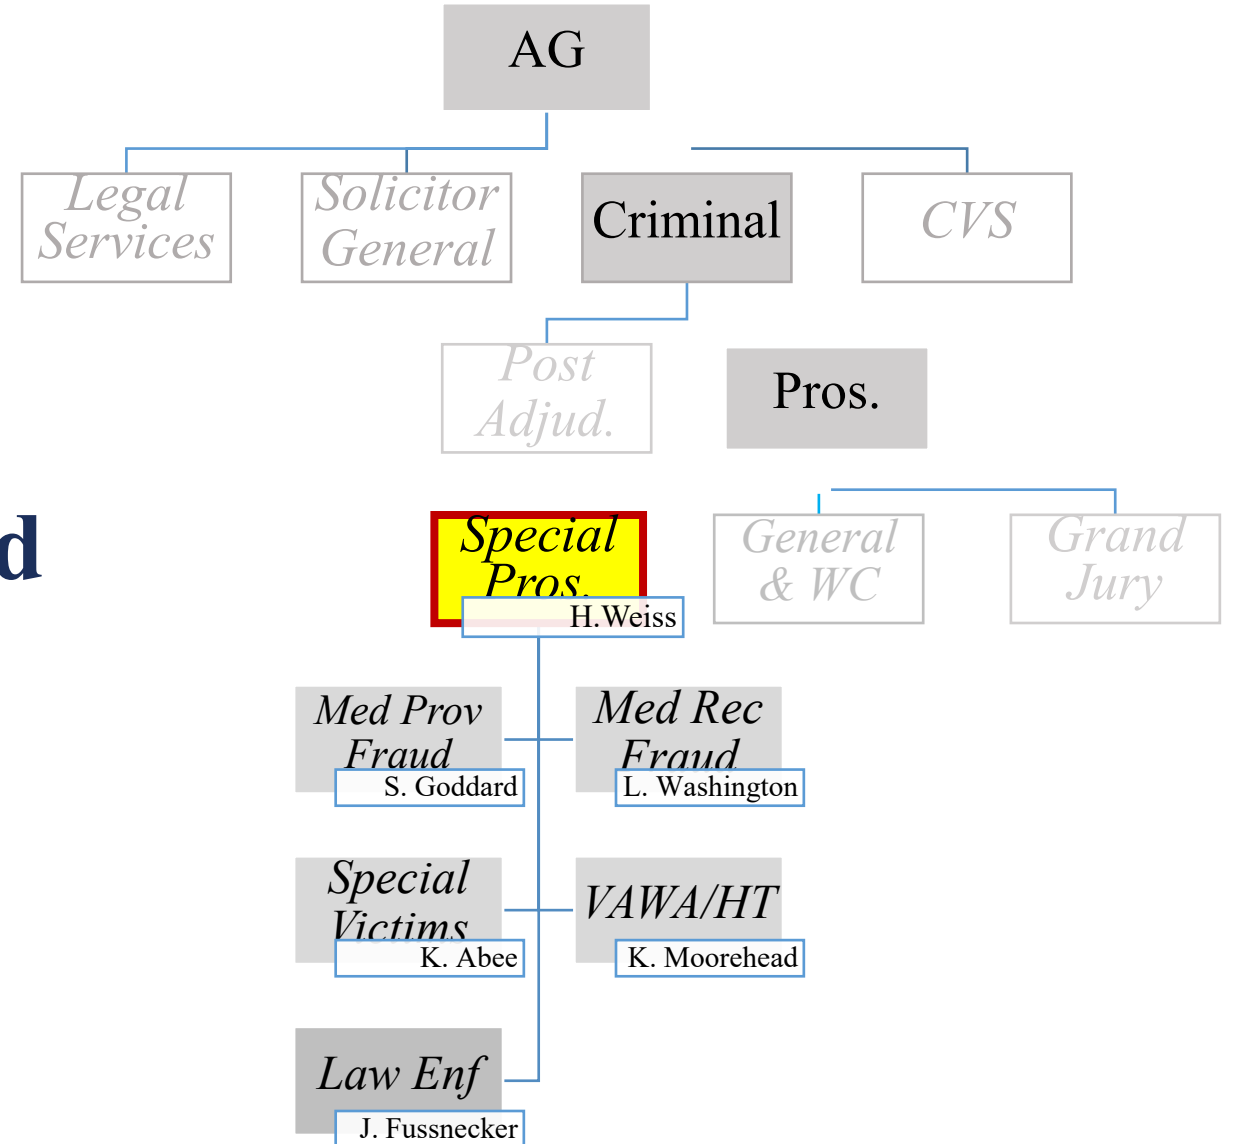 AG
Legal
Services
Solicitor
General
Criminal
CVS
Post
Adjud.
Pros.
d
Special
Pros.
H.Weiss
General
& WC
Grand
Jury
Med Prov
Fraud
S. Goddard
Med Rec
Fraud
L. Washington
Special
Victims
K. Abee
VAWA/HT
K. Moorehead
Law Enf
J. Fussnecker